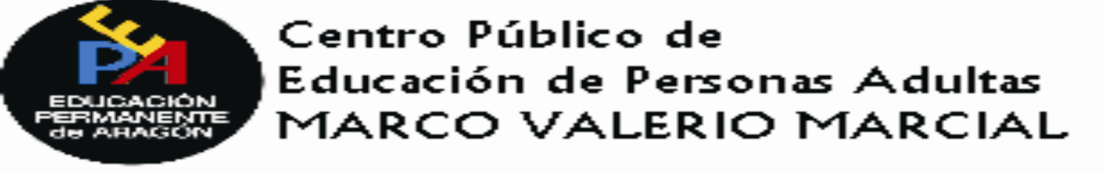 EPA
EDUCACIÓN
PERMANENTE
de ARAGÓN
Centro Público de
Educación de Personas Adultas
MARCO VALERIO MARCIAL